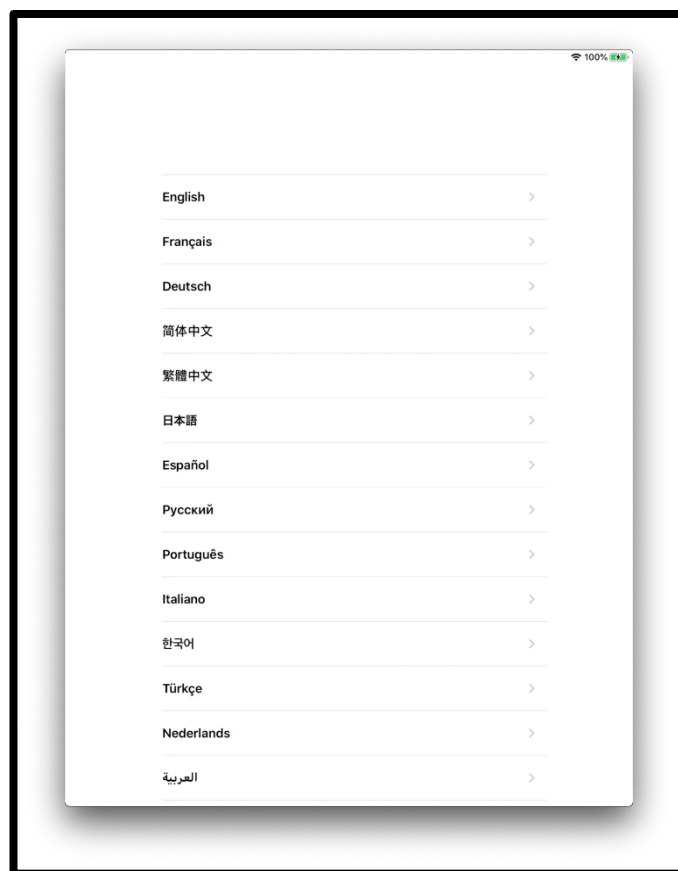 100%
English
Français
Deutsch
简体中文
繁體中文
日本語
Español
Русский
Português
Italiano
한국어
Türkçe
Nederlands
العربية